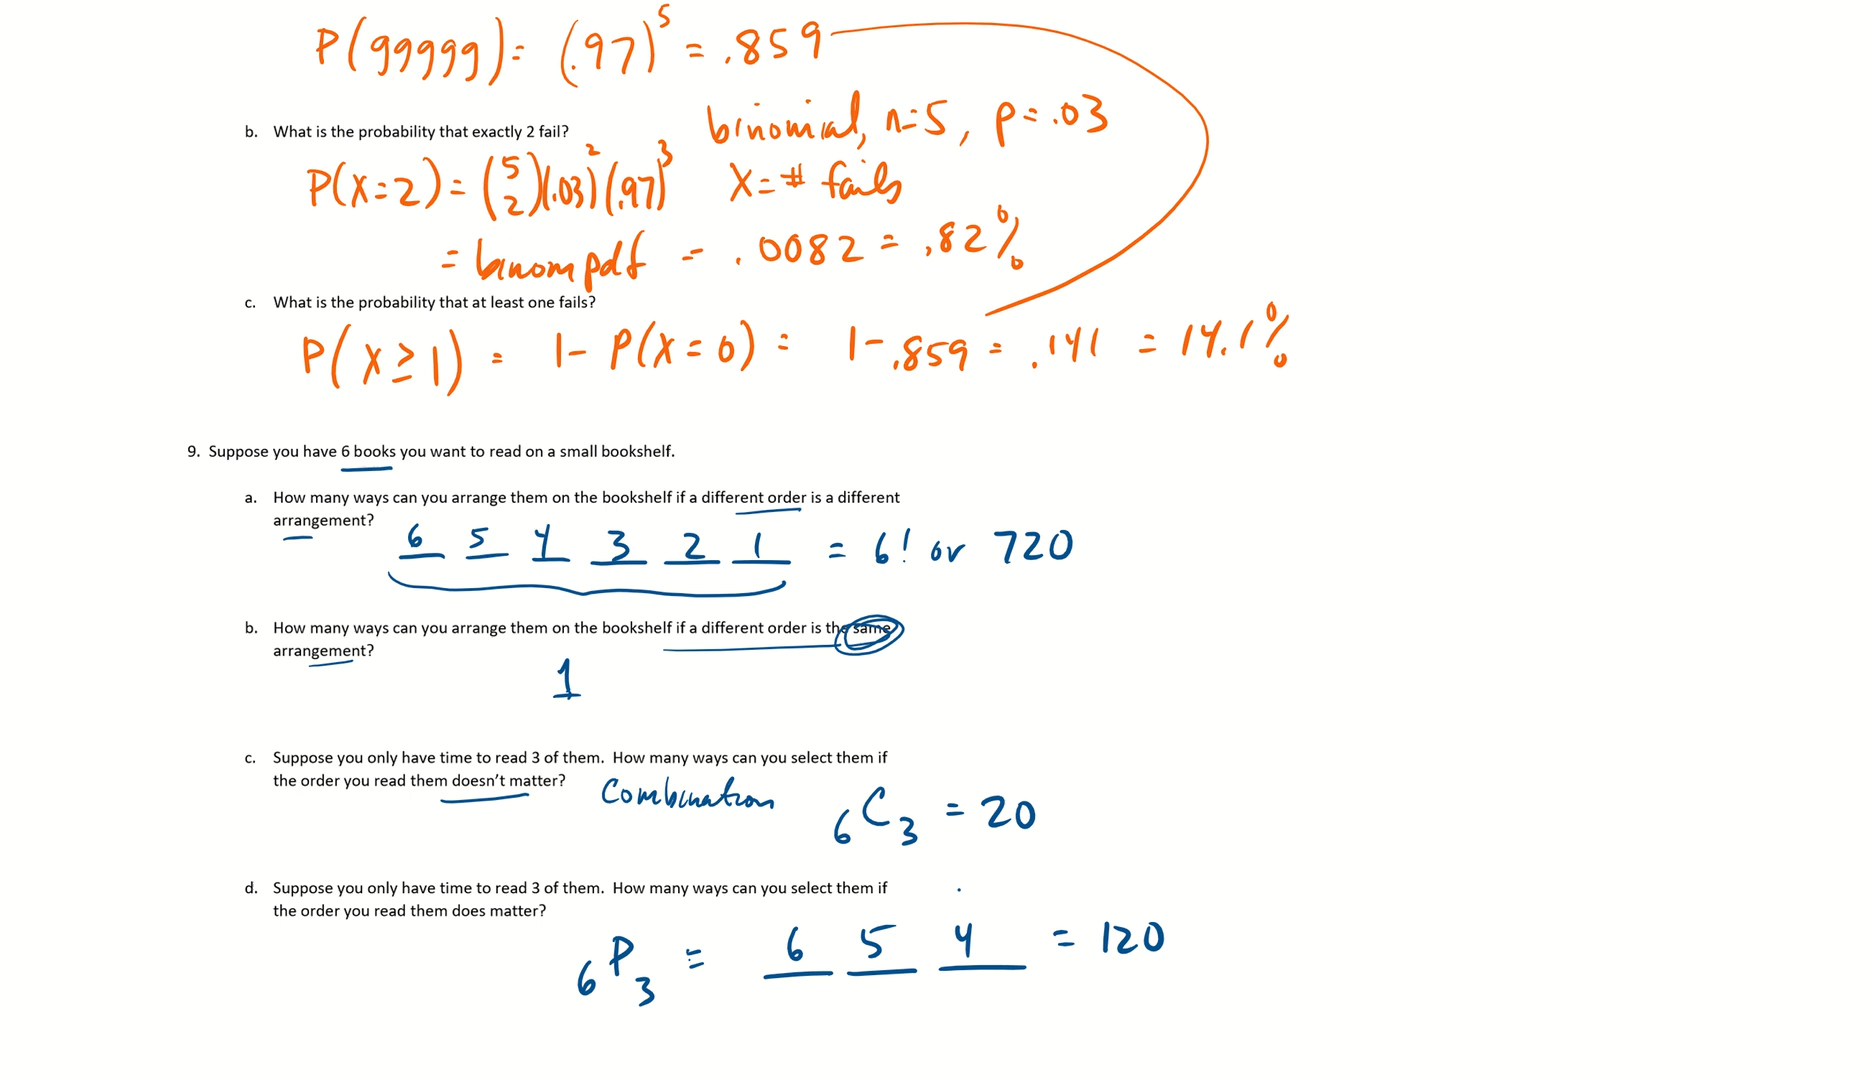 P(ggggg) = (.97)^5 = .859
binomial, n=5, p=.03
b. What is the probability that exactly 2 fail?
P(X=2) = (5 2)(.03)^2(.97)^3 X=# fails
= binompdf = .0082 = .82%
c. What is the probability that at least one fails?
P(X≥1) = 1-P(X=0) = 1-.859 = .141 = 14.1%
9. Suppose you have 6 books you want to read on a small bookshelf.
a. How many ways can you arrange them on the bookshelf if a different order is a different
arrangement?
6 5 4 3 2 1 = 6! or 720
b. How many ways can you arrange them on the bookshelf if a different order is the same
arrangement?
1
c. Suppose you only have time to read 3 of them. How many ways can you select them if
the order you read them doesn't matter?
Combination 6C3 = 20
d. Suppose you only have time to read 3 of them. How many ways can you select them if
the order you read them does matter?
6P3 = 6 5 4 = 120